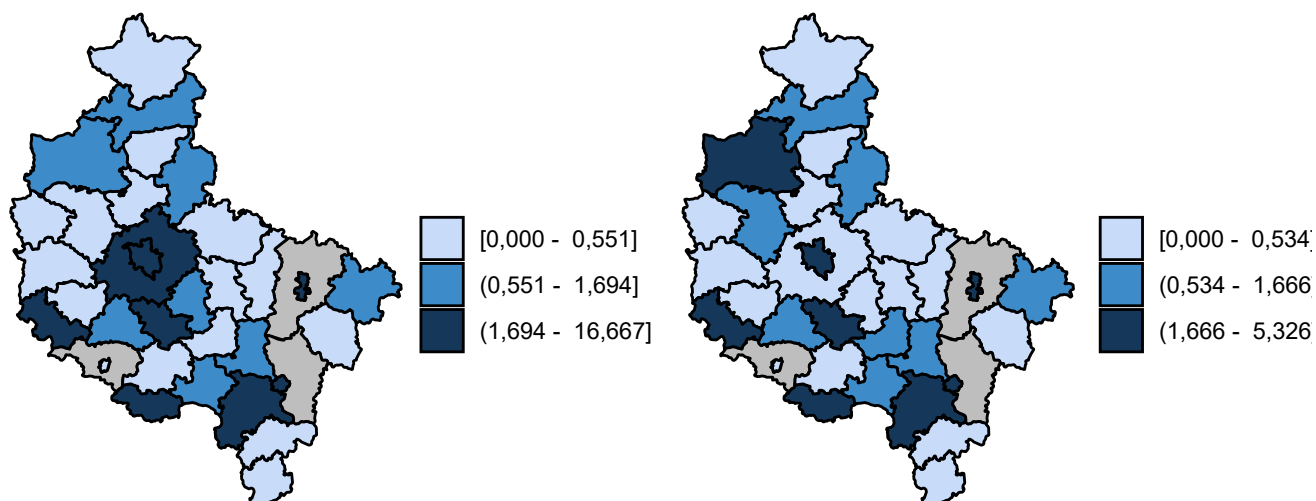 [0,000 - 0,551]
(0,551 - 1,694]
(1,694 - 16,667]
[0,000 - 0,534]
(0,534 - 1,666]
(1,666 - 5,326]